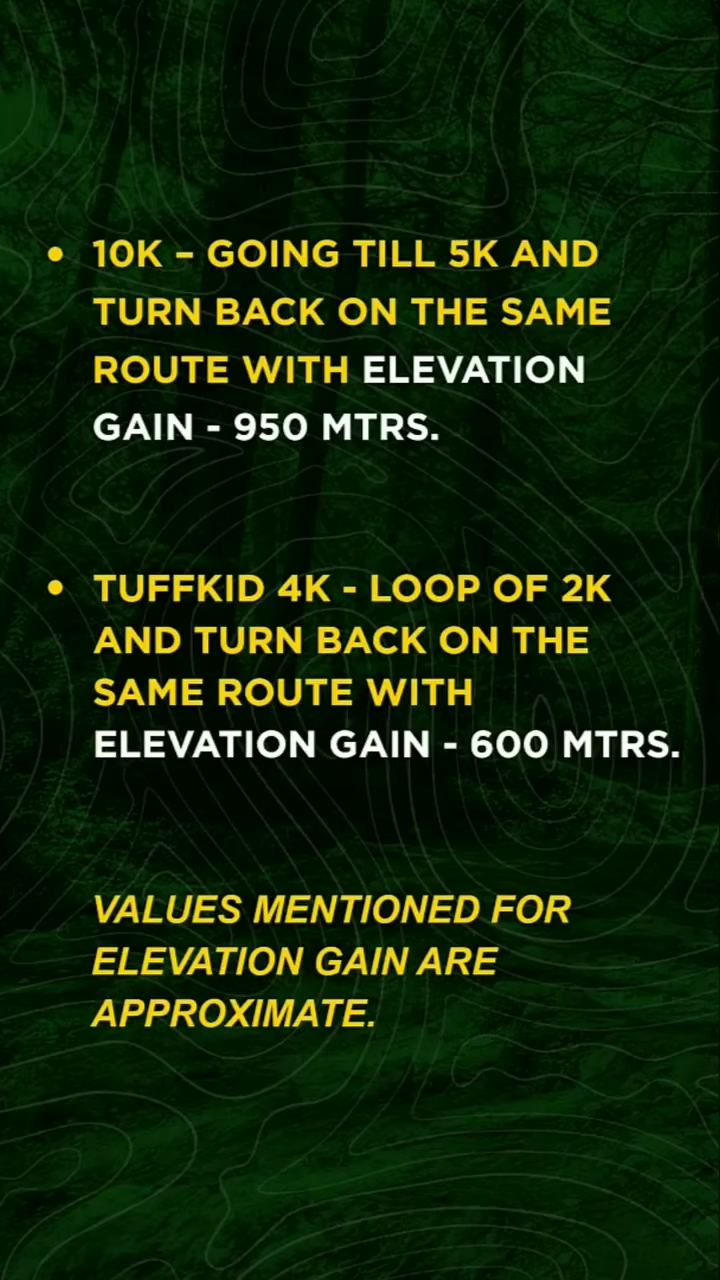 • 10K – GOING TILL 5K AND
TURN BACK ON THE SAME
ROUTE WITH ELEVATION
GAIN - 950 MTRS.
• TUFFKID 4K - LOOP OF 2K
AND TURN BACK ON THE
SAME ROUTE WITH
ELEVATION GAIN - 600 MTRS.
VALUES MENTIONED FOR
ELEVATION GAIN ARE
APPROXIMATE.